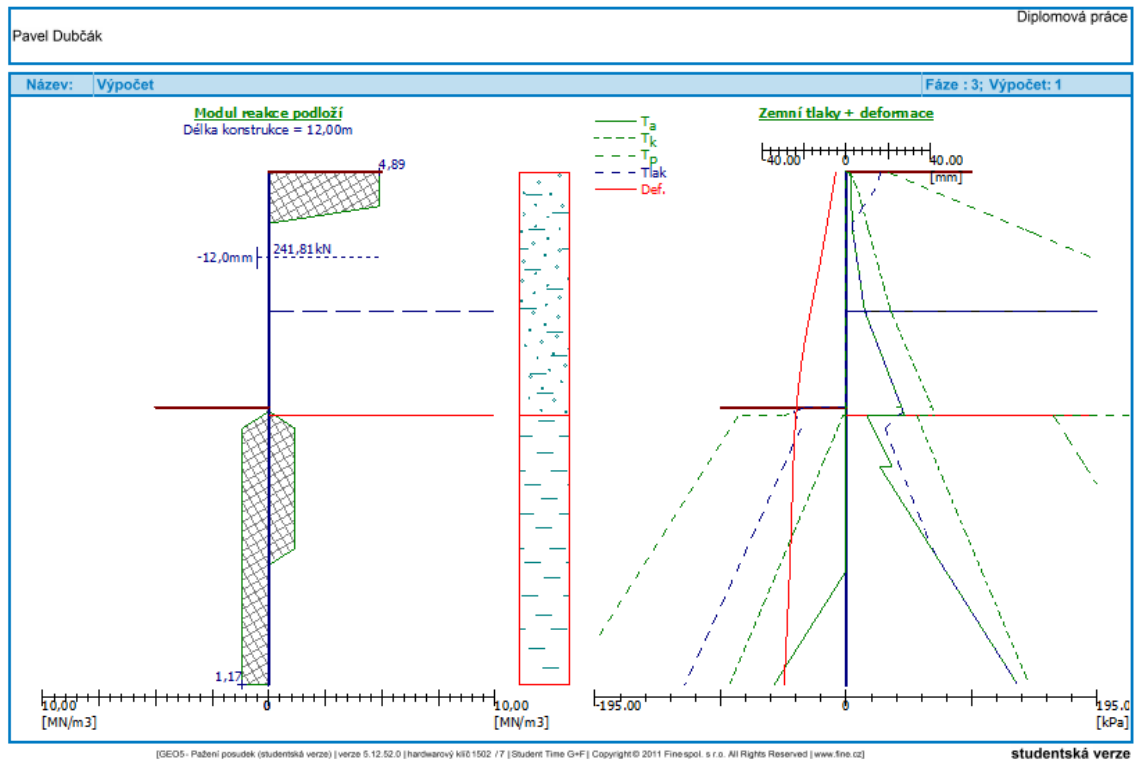 Diplomová práce
Pavel Dubčák
Název: Výpočet Fáze : 3; Výpočet: 1
Modul reakce podloží
Délka konstrukce = 12,00m
4,89
-12,0mm
241,81kN
1,17
10,00 0 10,00
[MN/m3] [MN/m3]
Ta
Tk
Tp
Tlak
Def.
Zemní tlaky + deformace
-40.00 0 40.00
[mm]
-195.00 0 195.0
[kPa]
[GEO5 - Pažení posudek (studentská verze) | verze 5.12.52.0 | hardwarový klíč 1502 / 7 | Student Time G+F | Copyright © 2011 Fine spol. s r.o. All Rights Reserved | www.fine.cz]
studentská verze